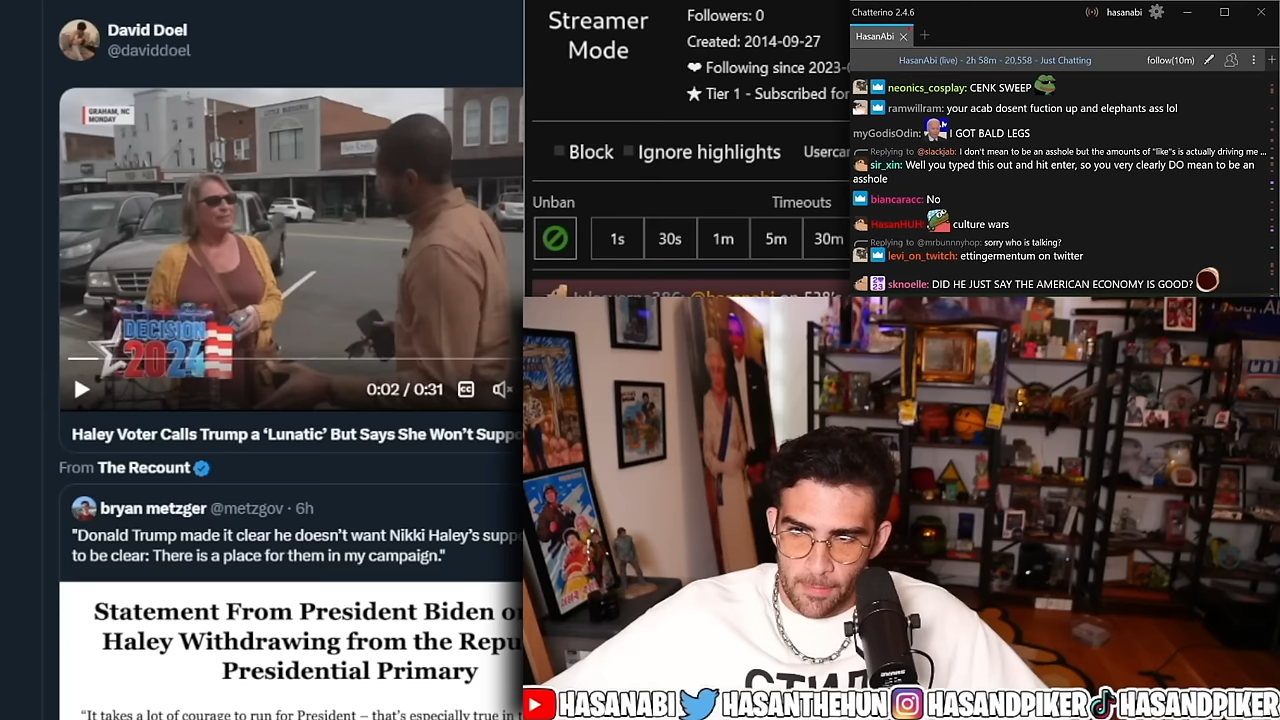 David Doel
@daviddoel
GRAHAM, NC
MONDAY
DECISION
2024
0:02 / 0:31
CC
Haley Voter Calls Trump a ‘Lunatic’ But Says She Won’t Suppo
From The Recount
bryan metzger @metzgov · 6h
"Donald Trump made it clear he doesn’t want Nikki Haley’s suppo
to be clear: There is a place for them in my campaign."
Statement From President Biden on
Haley Withdrawing from the Repu
Presidential Primary
“It takes a lot of courage to run for President – that’s especially true in t
Streamer
Mode
Followers: 0
Created: 2014-09-27
❤ Following since 2023-0
★ Tier 1 - Subscribed for
Block Ignore highlights Usercar
Unban Timeouts
1s 30s 1m 5m 30m
Chatterino 2.4.6
hasanabi
HasanAbi
HasanAbi (live) - 2h 58m - 20,558 - Just Chatting
follow(10m)
neonics_cosplay: CENK SWEEP
ramwillram: your acab dosent fuction up and elephants ass lol
myGodisOdin: I GOT BALD LEGS
Replying to @slackjab: I don't mean to be an asshole but the amounts of "like"s is actually driving me ...
sir_xin: Well you typed this out and hit enter, so you very clearly DO mean to be an
asshole
biancaracc: No
HasanHUH: culture wars
Replying to @mrbunnnyhop: sorry who is talking?
levi_on_twitch: ettingermentum on twitter
sknoelle: DID HE JUST SAY THE AMERICAN ECONOMY IS GOOD?
СТИЛ
HASANABI HASANTHEHUN HASANDPIKER HASANDPIKER